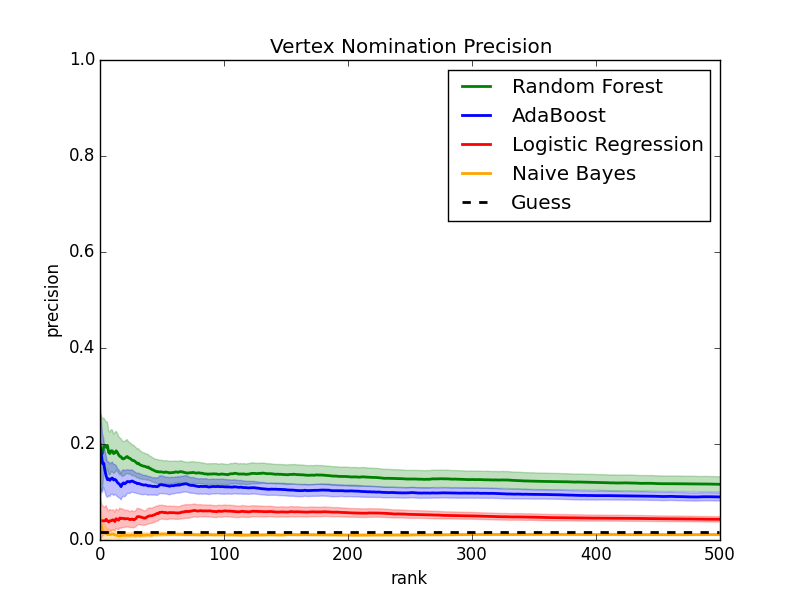 Vertex Nomination Precision
1.0
0.8
0.6
0.4
0.2
0.0
precision
Random Forest
AdaBoost
Logistic Regression
Naive Bayes
Guess
0 100 200 300 400 500
rank